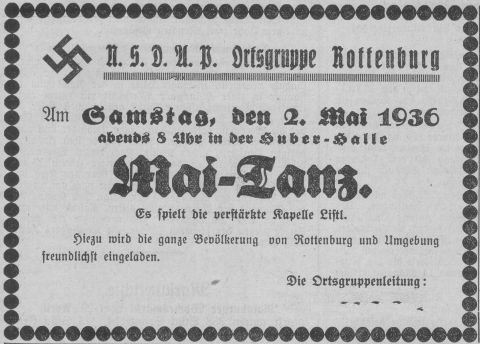 N. S. D. A. P. Ortsgruppe Rottenburg
Am Samstag, den 2. Mai 1936
abends 8 Uhr in der Huber-Halle
Mai-Tanz.
Es spielt die verstärkte Kapelle Listl.
Hiezu wird die ganze Bevölkerung von Rottenburg und Umgebung
freundlichst eingeladen.
Die Ortsgruppenleitung: